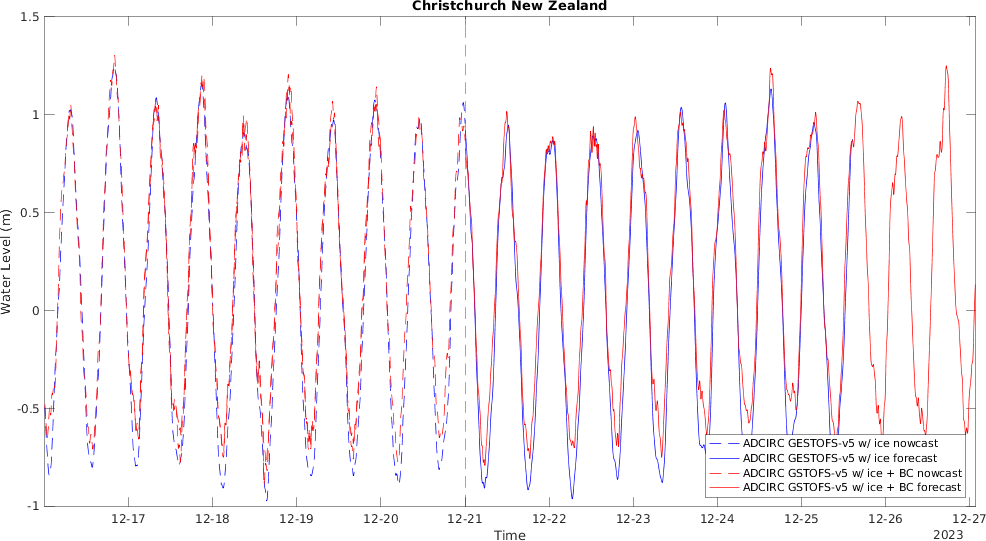 Christchurch New Zealand
Water Level (m)
1.5
1
0.5
0
-0.5
-1
12-17
12-18
12-19
12-20
12-21
12-22
12-23
12-24
12-25
12-26
12-27
Time
2023
ADCIRC GESTOFS-v5 w/ ice nowcast
ADCIRC GESTOFS-v5 w/ ice forecast
ADCIRC GSTOFS-v5 w/ ice + BC nowcast
ADCIRC GSTOFS-v5 w/ ice + BC forecast